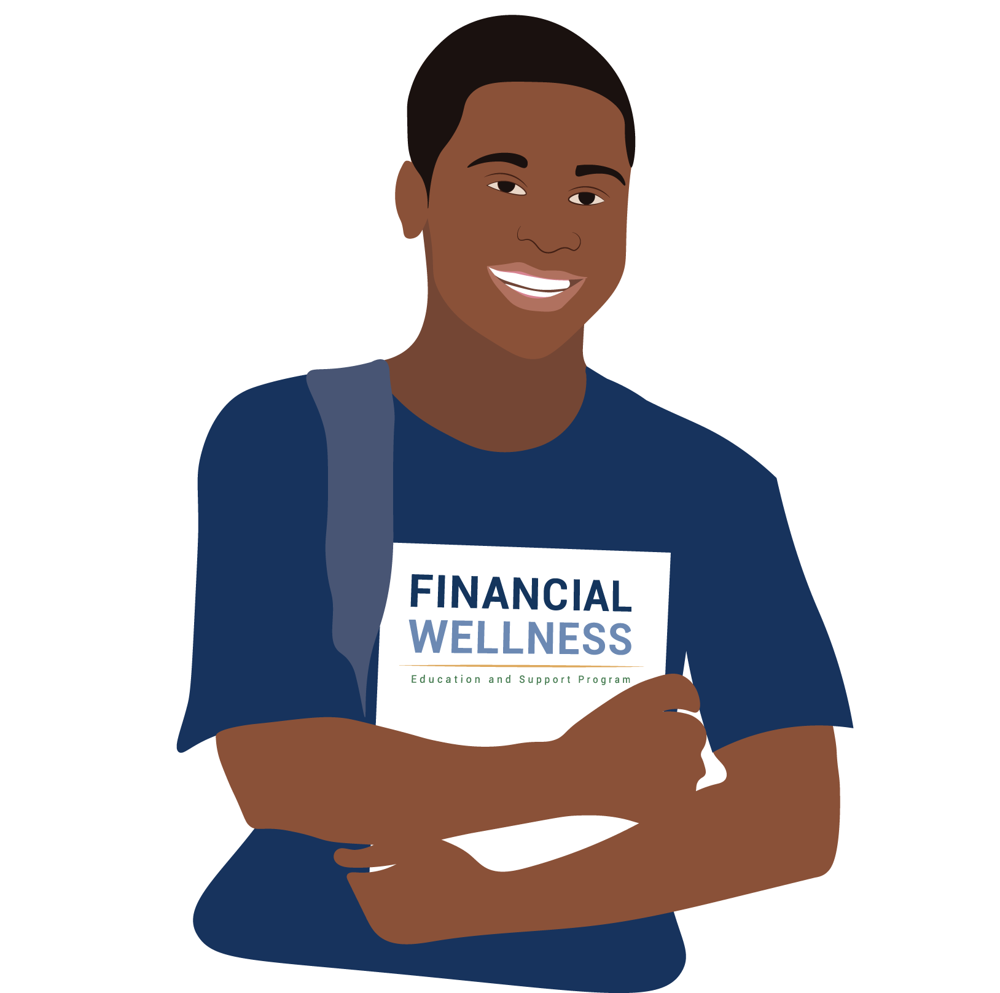 FINANCIAL
WELLNESS
Education and Support Program